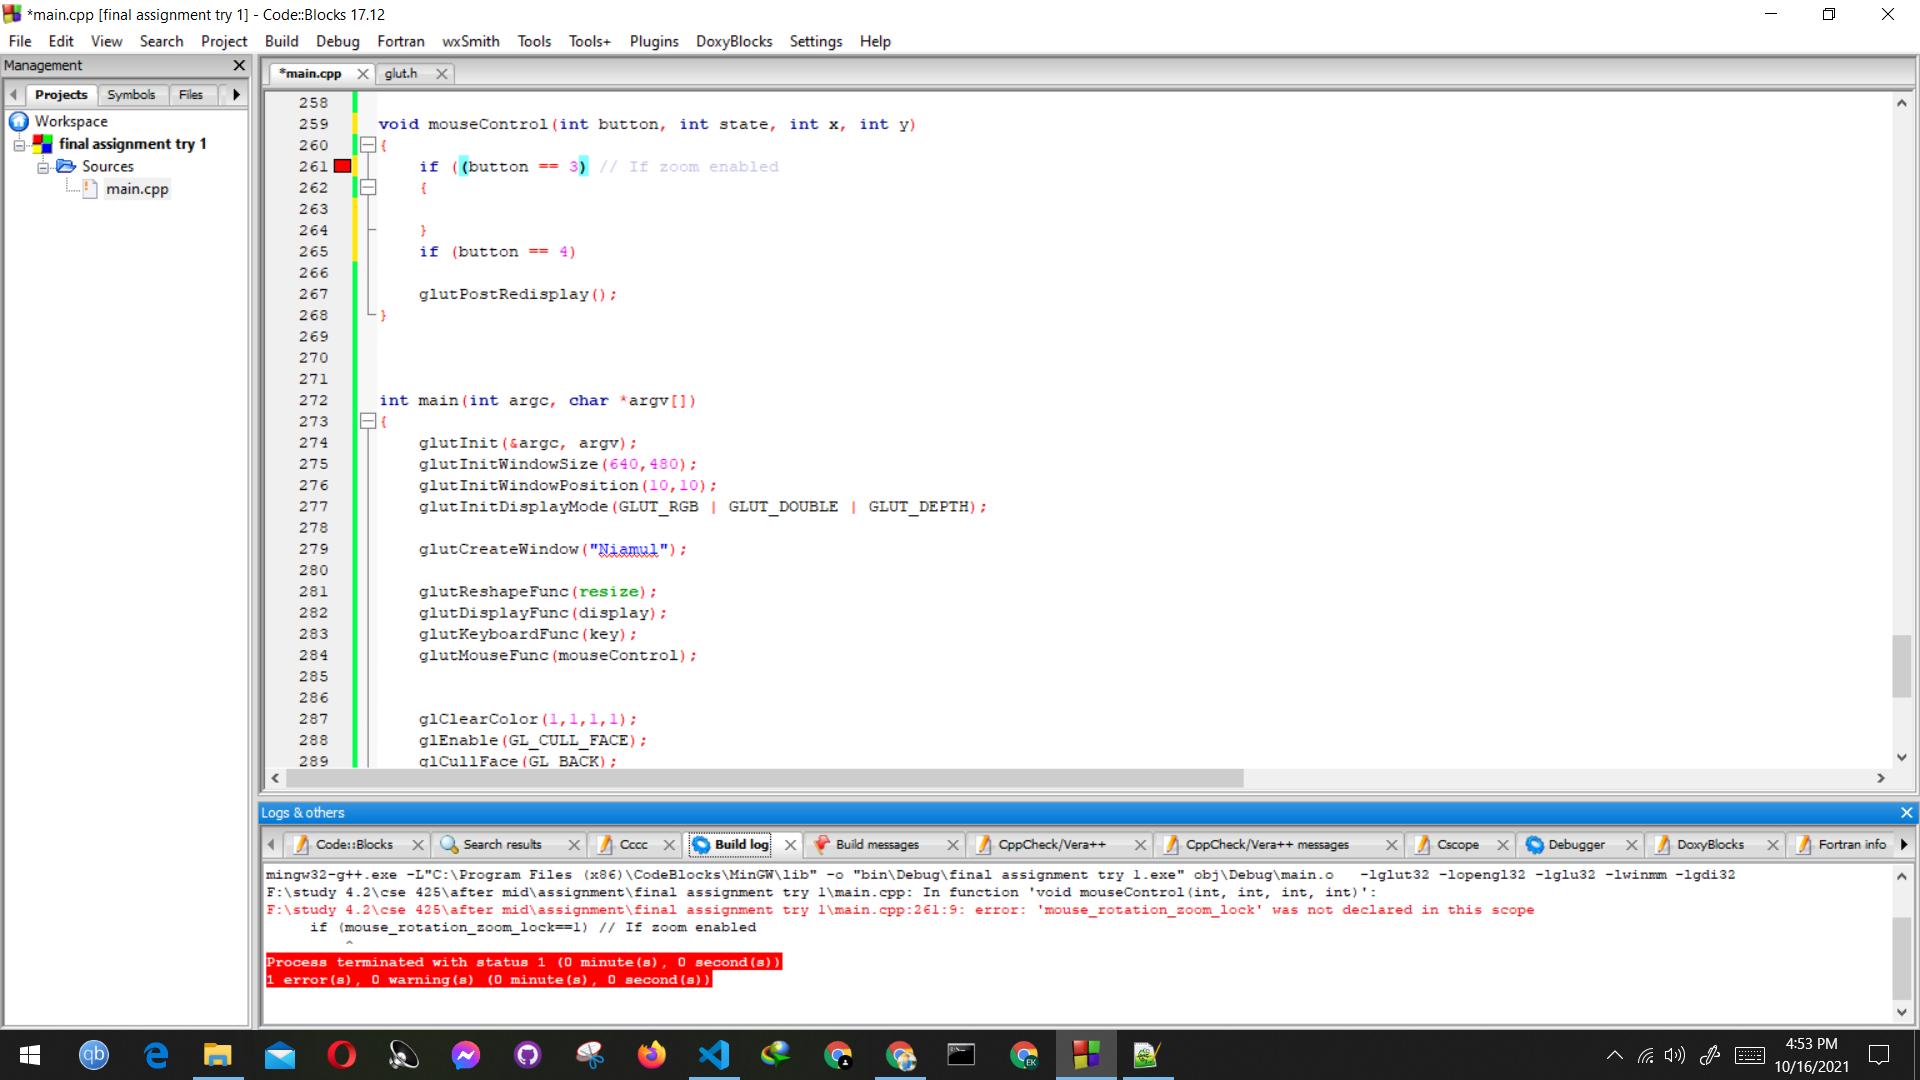 *main.cpp [final assignment try 1] - Code::Blocks 17.12
File Edit View Search Project Build Debug Fortran wxSmith Tools Tools+ Plugins DoxyBlocks Settings Help
Management
Projects Symbols Files
Workspace
final assignment try 1
Sources
main.cpp
*main.cpp glut.h
258
259 void mouseControl(int button, int state, int x, int y)
260 {
261 if ((button == 3) // If zoom enabled
262 {
263
264 }
265 if (button == 4)
266
267 glutPostRedisplay();
268 }
269
270
271
272 int main(int argc, char *argv[])
273 {
274 glutInit(&argc, argv);
275 glutInitWindowSize(640,480);
276 glutInitWindowPosition(10,10);
277 glutInitDisplayMode(GLUT_RGB | GLUT_DOUBLE | GLUT_DEPTH);
278
279 glutCreateWindow("Niamul");
280
281 glutReshapeFunc(resize);
282 glutDisplayFunc(display);
283 glutKeyboardFunc(key);
284 glutMouseFunc(mouseControl);
285
286
287 glClearColor(1,1,1,1);
288 glEnable(GL_CULL_FACE);
289 glCullFace(GL_BACK);
Logs & others
Code::Blocks Search results Cccc Build log Build messages CppCheck/Vera++ CppCheck/Vera++ messages Cscope Debugger DoxyBlocks Fortran info
mingw32-g++.exe -L"C:\Program Files (x86)\CodeBlocks\MinGW\lib" -o "bin\Debug\final assignment try 1.exe" obj\Debug\main.o -lglut32 -lopengl32 -lglu32 -lwinmm -lgdi32
F:\study 4.2\cse 425\after mid\assignment\final assignment try 1\main.cpp: In function 'void mouseControl(int, int, int, int)':
F:\study 4.2\cse 425\after mid\assignment\final assignment try 1\main.cpp:261:9: error: 'mouse_rotation_zoom_lock' was not declared in this scope
if (mouse_rotation_zoom_lock==1) // If zoom enabled
^
Process terminated with status 1 (0 minute(s), 0 second(s))
1 error(s), 0 warning(s) (0 minute(s), 0 second(s))
qb
EK
4:53 PM
10/16/2021